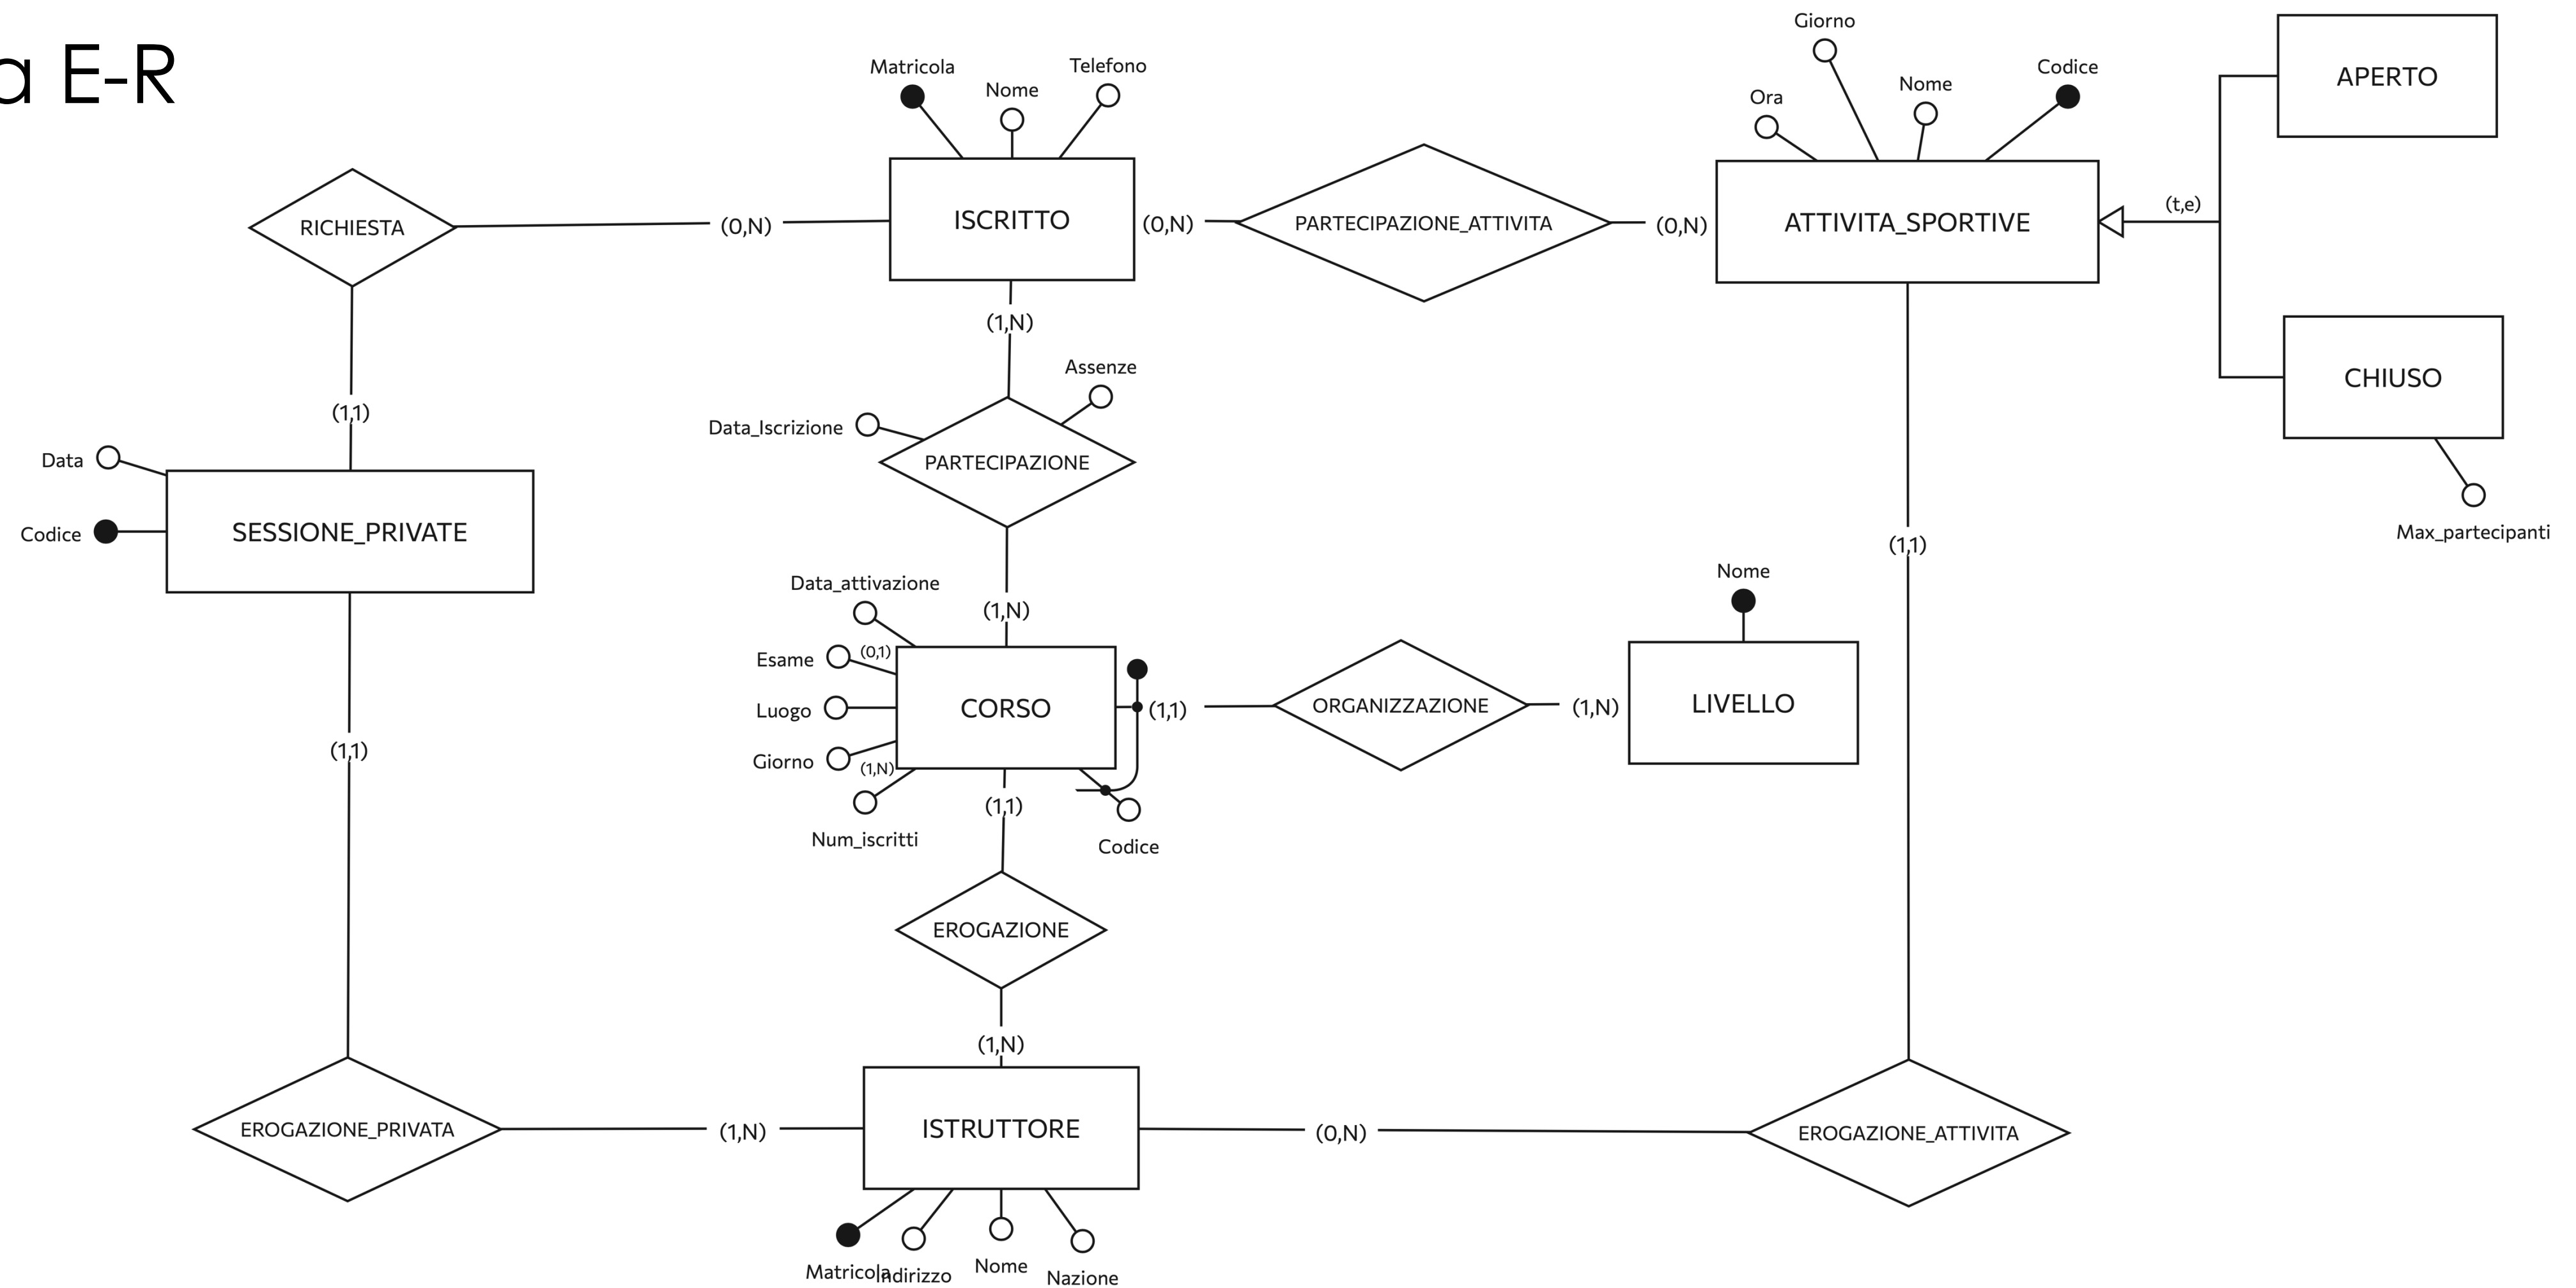 a E-R
Giorno
Matricola
Nome
Telefono
Ora
Nome
Codice
APERTO
RICHIESTA
(0,N)
ISCRITTO
(0,N)
PARTECIPAZIONE_ATTIVITA
(0,N)
ATTIVITA_SPORTIVE
(t,e)
(1,N)
CHIUSO
Assenze
Data_Iscrizione
(1,1)
PARTECIPAZIONE
Data
Codice
SESSIONE_PRIVATE
Max_partecipanti
(1,1)
Data_attivazione
(1,N)
Nome
Esame
(0,1)
Luogo
CORSO
(1,1)
ORGANIZZAZIONE
(1,N)
LIVELLO
Giorno
(1,N)
(1,1)
(1,1)
Num_iscritti
Codice
EROGAZIONE
(1,N)
EROGAZIONE_PRIVATA
(1,N)
ISTRUTTORE
(0,N)
EROGAZIONE_ATTIVITA
Matricola
Indirizzo
Nome
Nazione